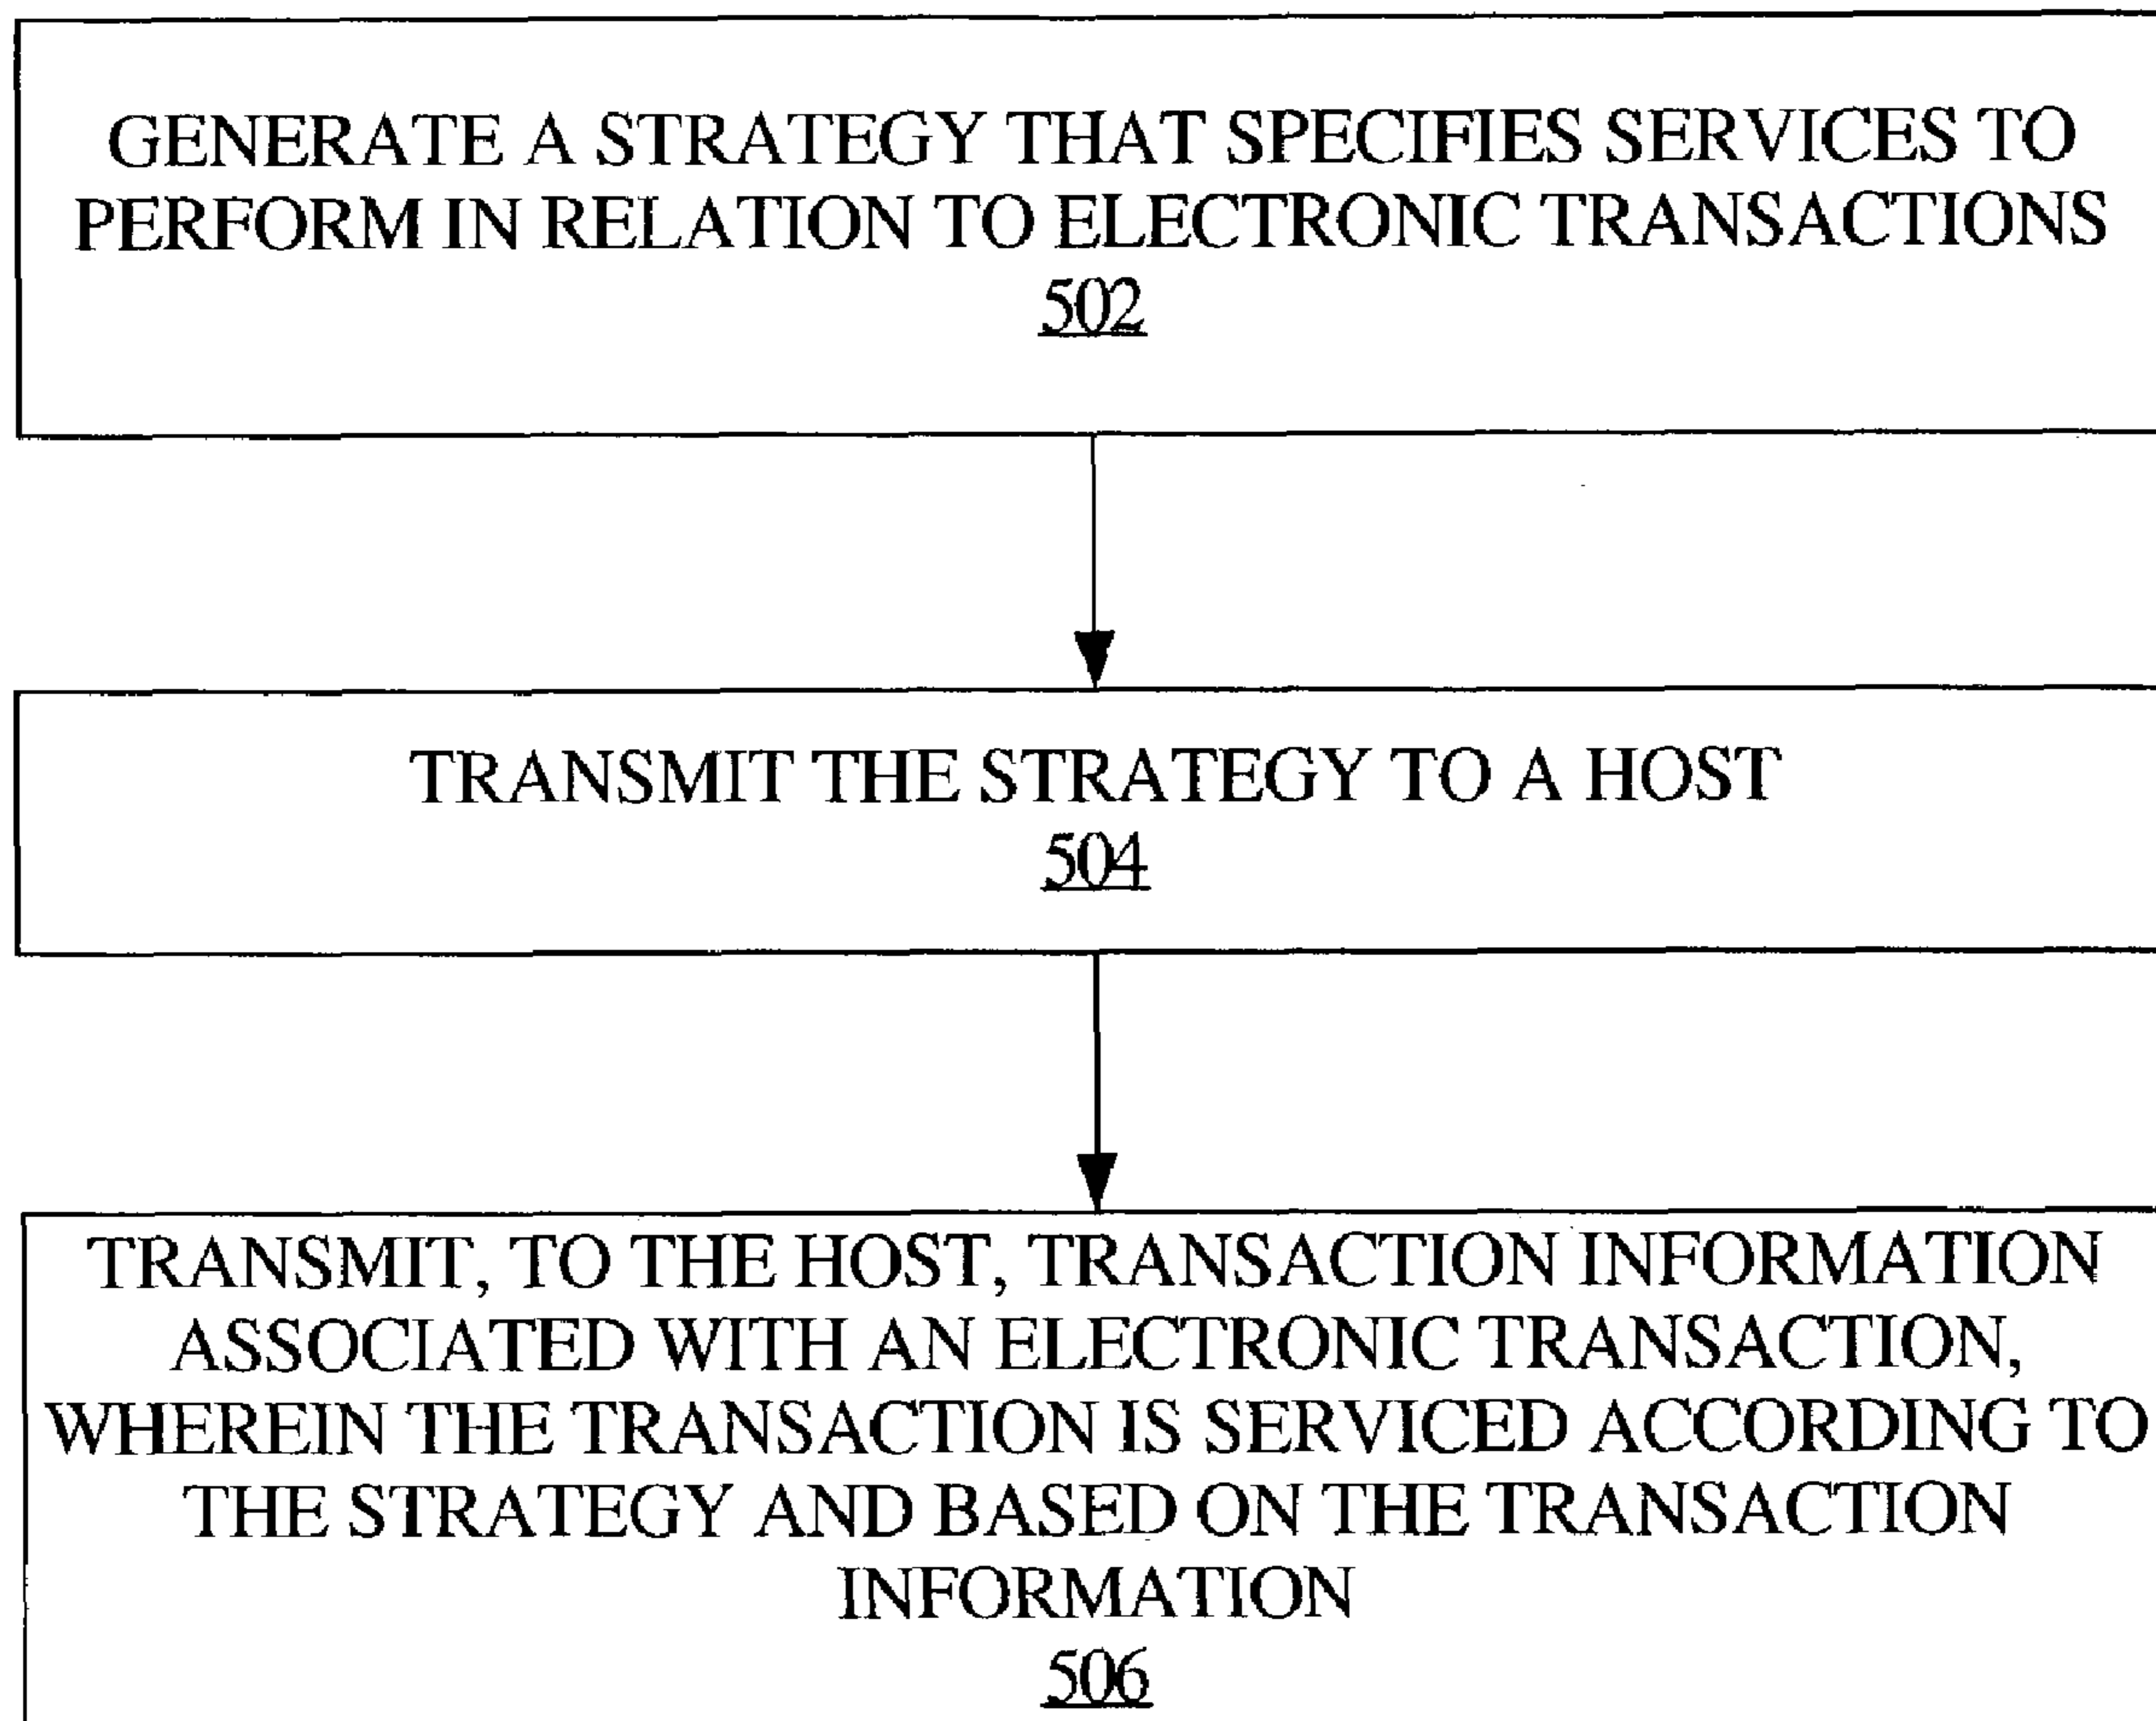 GENERATE A STRATEGY THAT SPECIFIES SERVICES TO
PERFORM IN RELATION TO ELECTRONIC TRANSACTIONS
502
TRANSMIT THE STRATEGY TO A HOST
504
TRANSMIT, TO THE HOST, TRANSACTION INFORMATION
ASSOCIATED WITH AN ELECTRONIC TRANSACTION,
WHEREIN THE TRANSACTION IS SERVICED ACCORDING TO
THE STRATEGY AND BASED ON THE TRANSACTION
INFORMATION
506